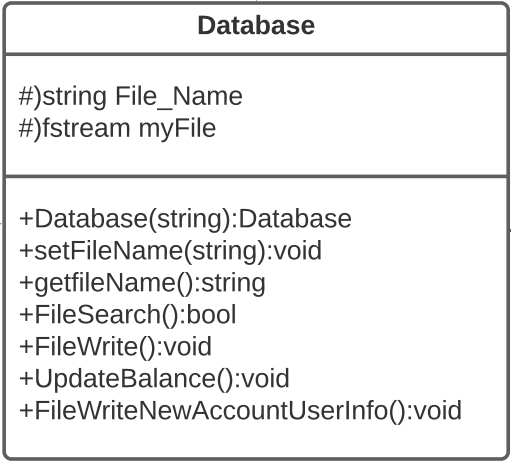 Database
#)string File_Name
#)fstream myFile
+Database(string):Database
+setFileName(string):void
+getfileName():string
+FileSearch():bool
+FileWrite():void
+UpdateBalance():void
+FileWriteNewAccountUserInfo():void